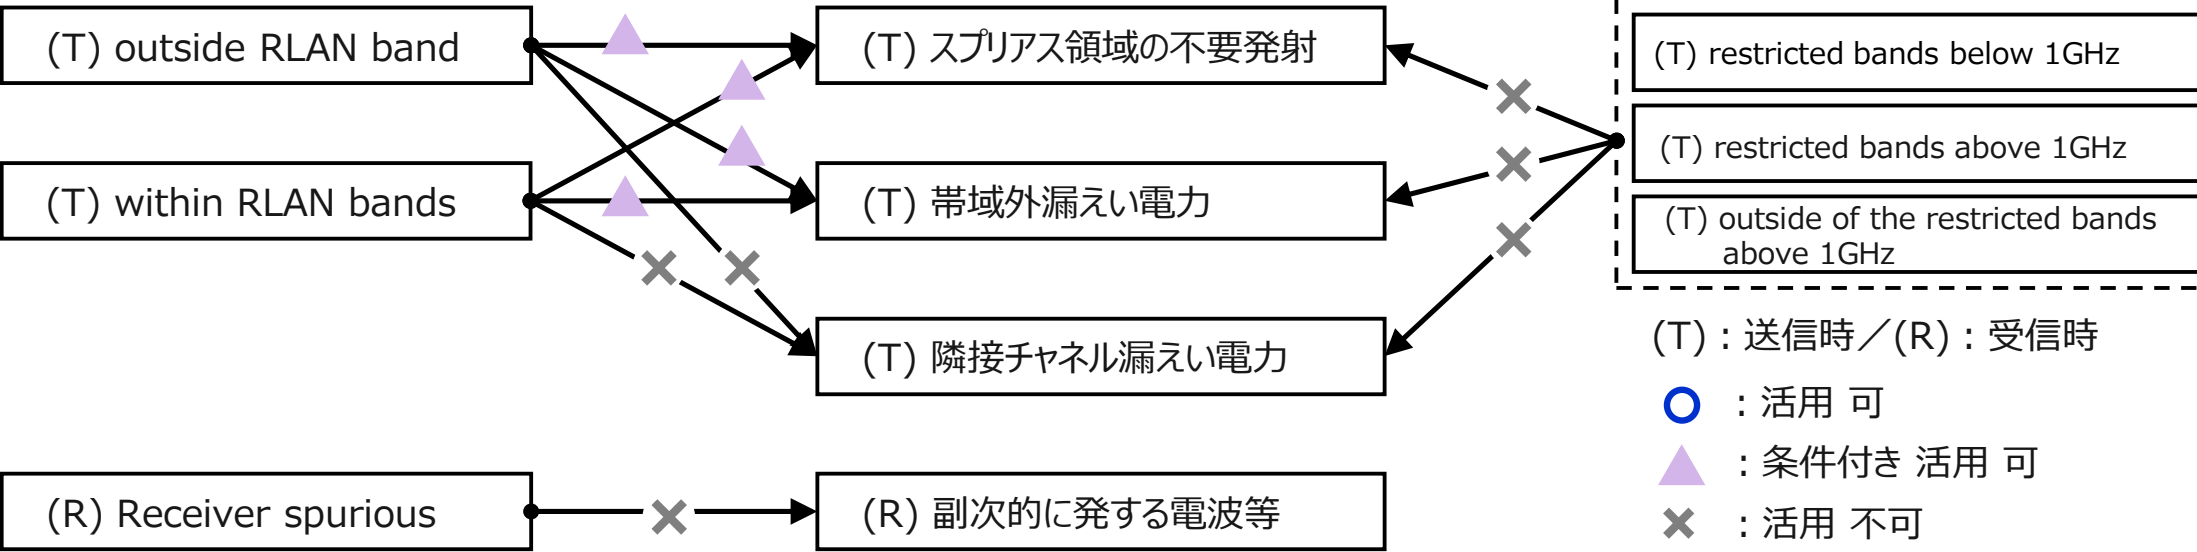 (T) outside RLAN band
(T) スプリアス領域の不要発射
(T) restricted bands below 1GHz
(T) restricted bands above 1GHz
(T) within RLAN bands
(T) 帯域外漏えい電力
(T) outside of the restricted bands
above 1GHz
(T) 隣接チャネル漏えい電力
(T) : 送信時／(R) : 受信時
: 活用 可
: 条件付き 活用 可
(R) Receiver spurious
(R) 副次的に発する電波等
: 活用 不可